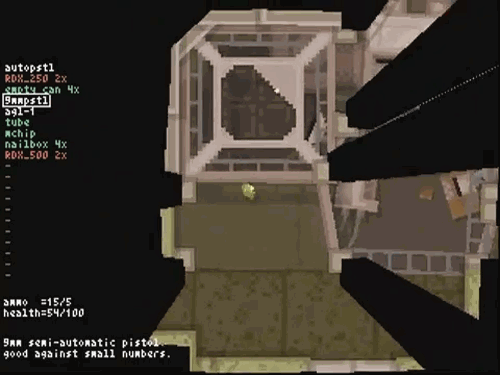 autopstl
RDX_250 2x
empty can 4x
9mmpstl
agl-1
tube
mchip
nailbox 4x
RDX_500 2x
-
-
-
-
-
-
-
-
-
-
ammo =15/5
health=54/100
9mm semi-automatic pistol.
good against small numbers.